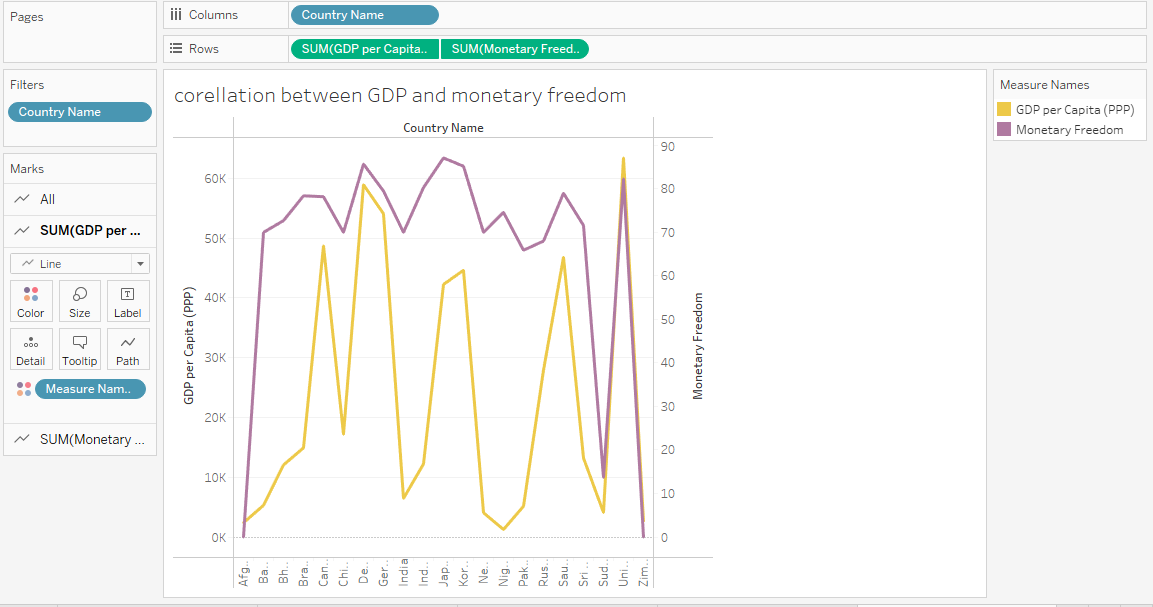 Pages
Columns
Country Name
Rows
SUM(GDP per Capita..
SUM(Monetary Freed..
Filters
Country Name
Marks
All
SUM(GDP per ...
Line
Color
Size
Label
Detail
Tooltip
Path
Measure Nam..
SUM(Monetary ...
corellation between GDP and monetary freedom
Country Name
GDP per Capita (PPP)
60K
50K
40K
30K
20K
10K
0K
90
80
70
60
50
40
30
20
10
0
Monetary Freedom
Afg..
Ba..
Bh..
Bra..
Can..
Chi..
De..
Ger..
India
Ind..
Jap..
Kor..
Ne..
Nig..
Pak..
Rus..
Sau..
Sri ..
Sud..
Uni..
Zim..
Measure Names
GDP per Capita (PPP)
Monetary Freedom